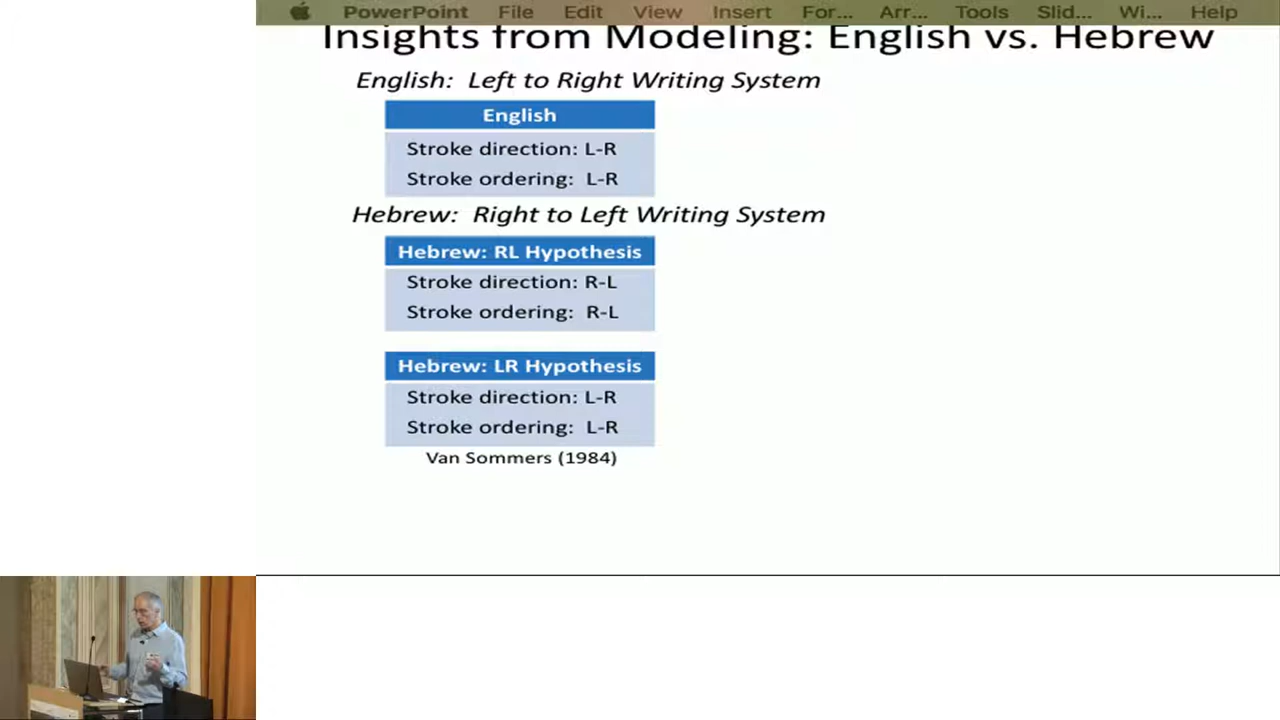 PowerPoint File Edit View Insert For... Arr... Tools Slid... Wi... Help
Insights from Modeling: English vs. Hebrew
English: Left to Right Writing System
English
Stroke direction: L-R
Stroke ordering: L-R
Hebrew: Right to Left Writing System
Hebrew: RL Hypothesis
Stroke direction: R-L
Stroke ordering: R-L
Hebrew: LR Hypothesis
Stroke direction: L-R
Stroke ordering: L-R
Van Sommers (1984)